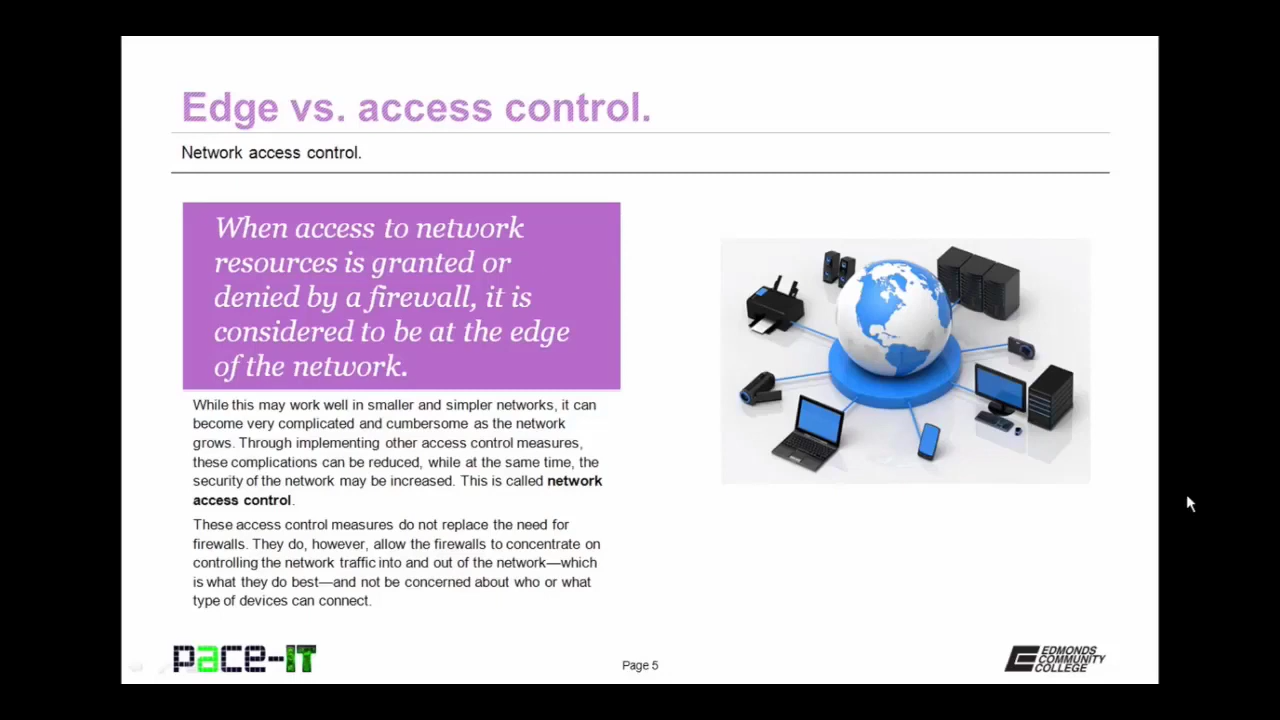 Edge vs. access control.
Network access control.
When access to network
resources is granted or
denied by a firewall, it is
considered to be at the edge
of the network.
While this may work well in smaller and simpler networks, it can
become very complicated and cumbersome as the network
grows. Through implementing other access control measures,
these complications can be reduced, while at the same time, the
security of the network may be increased. This is called network
access control.
These access control measures do not replace the need for
firewalls. They do, however, allow the firewalls to concentrate on
controlling the network traffic into and out of the network—which
is what they do best—and not be concerned about who or what
type of devices can connect.
pace-IT
Page 5
EDMONDS
COMMUNITY
COLLEGE